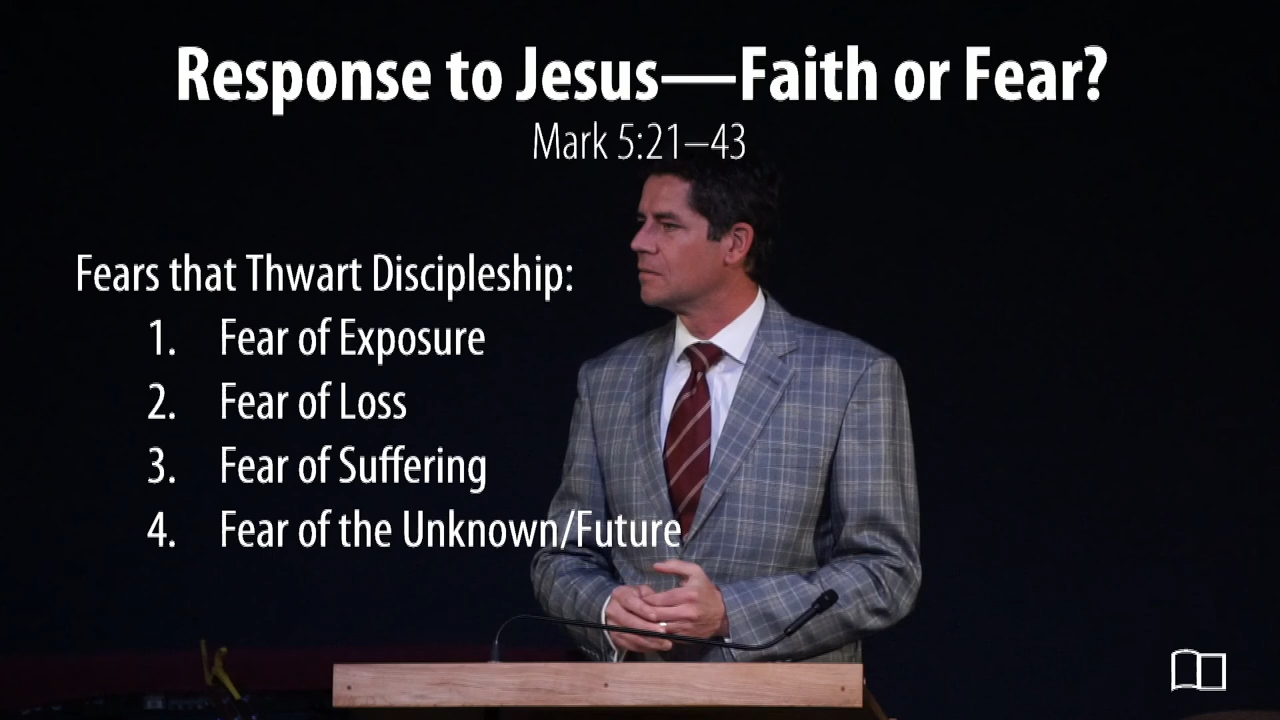 Response to Jesus—Faith or Fear?
Mark 5:21–43
Fears that Thwart Discipleship:
1. Fear of Exposure
2. Fear of Loss
3. Fear of Suffering
4. Fear of the Unknown/Future